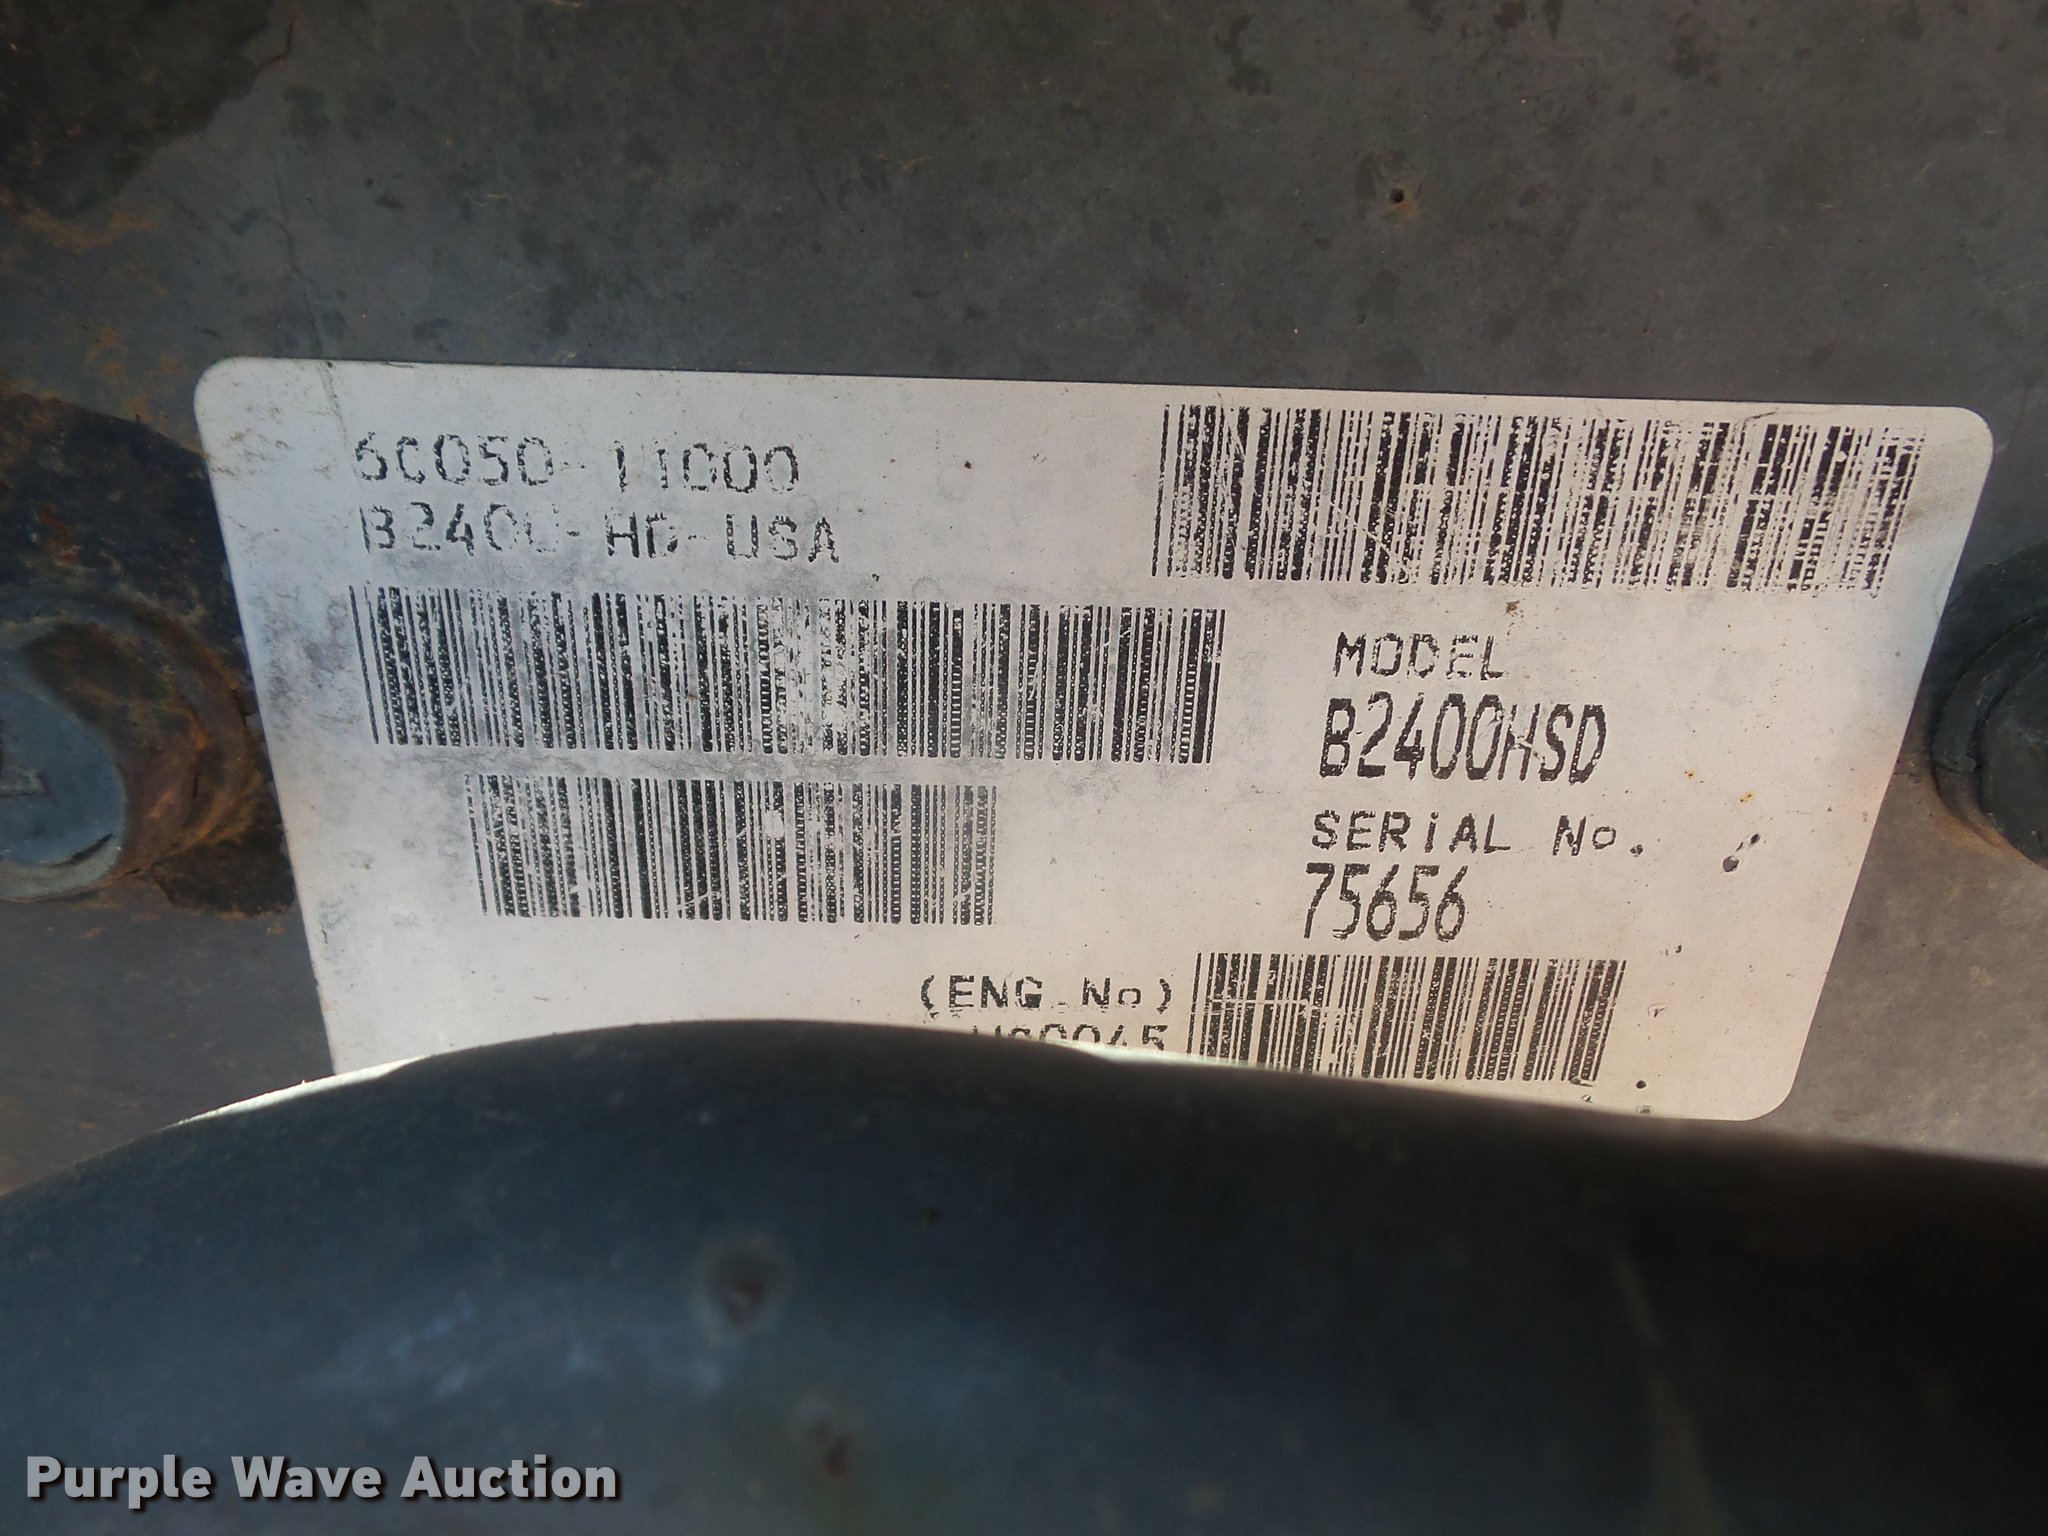 6C050-11000
B2400-HD-USA
MODEL
B2400HSD
SERIAL No.
75656
(ENG.No)
Purple Wave Auction